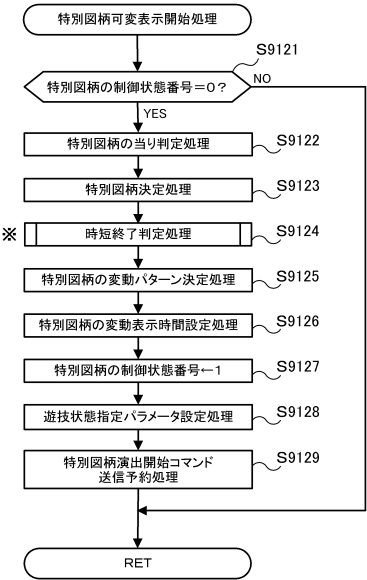 特別図柄可変表示開始処理
S9121
特別図柄の制御状態番号＝０？
NO
YES
特別図柄の当り判定処理
S9122
特別図柄決定処理
S9123
※
時短終了判定処理
S9124
特別図柄の変動パターン決定処理
S9125
特別図柄の変動表示時間設定処理
S9126
特別図柄の制御状態番号←１
S9127
遊技状態指定パラメータ設定処理
S9128
特別図柄演出開始コマンド
送信予約処理
S9129
RET